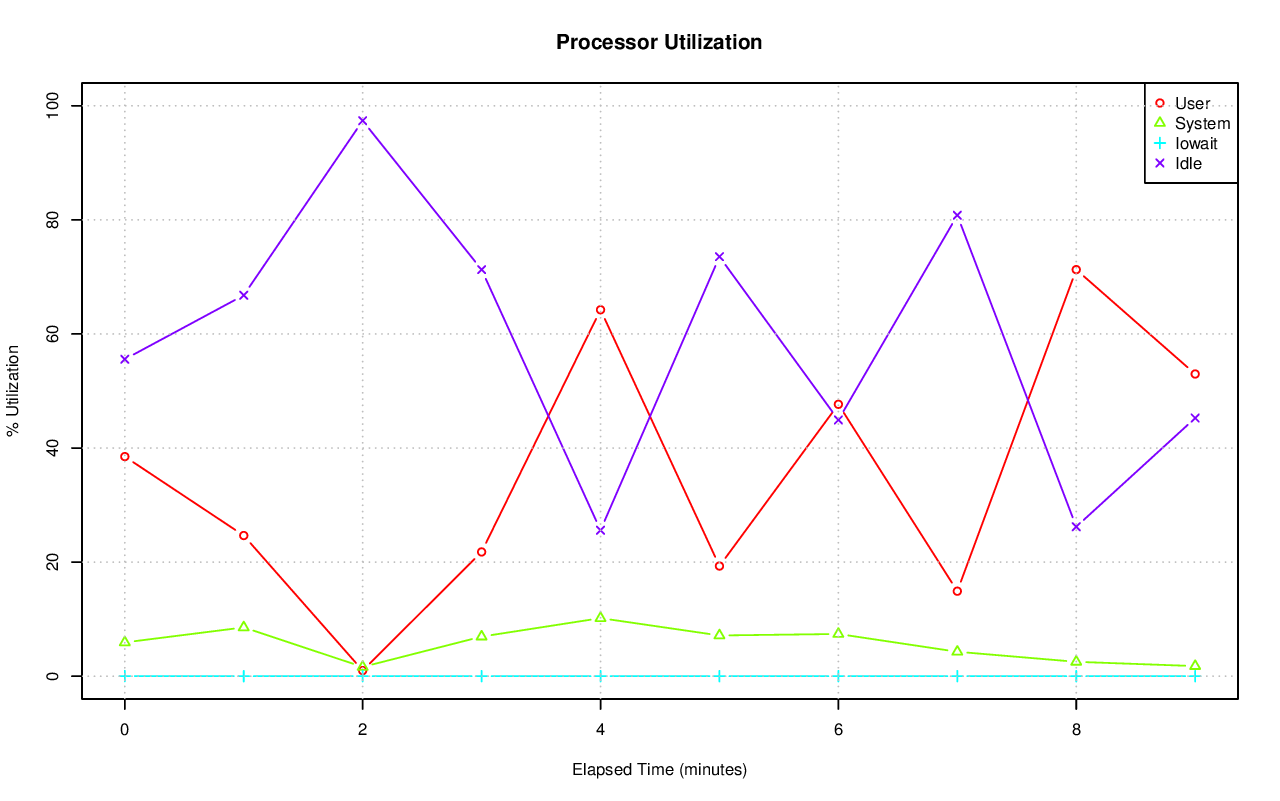 Processor Utilization
100
80
60
40
20
0
% Utilization
User
System
Iowait
Idle
0 2 4 6 8
Elapsed Time (minutes)